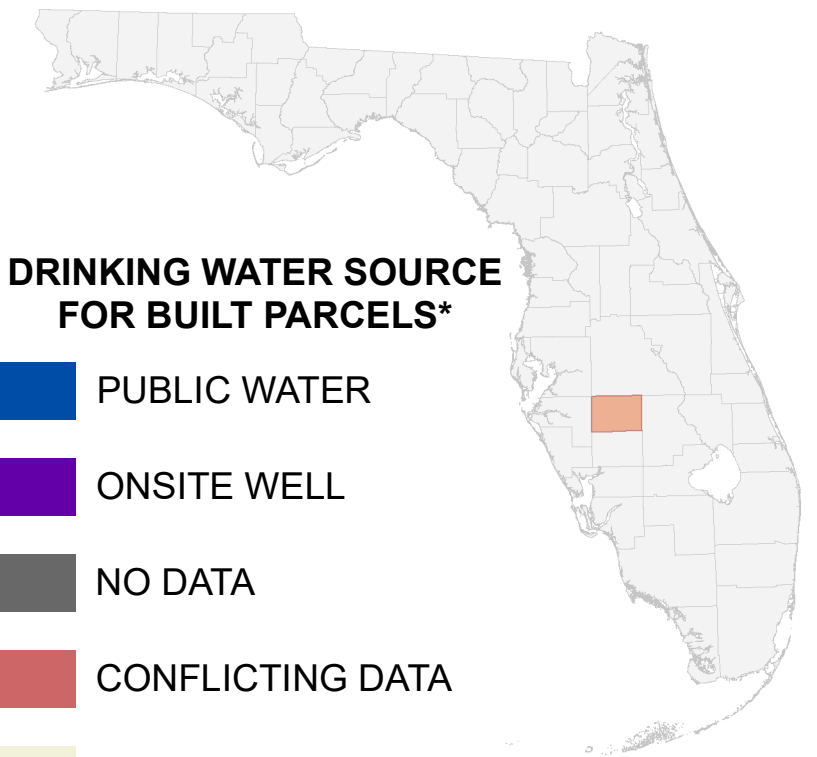 DRINKING WATER SOURCE
FOR BUILT PARCELS*
PUBLIC WATER
ONSITE WELL
NO DATA
CONFLICTING DATA